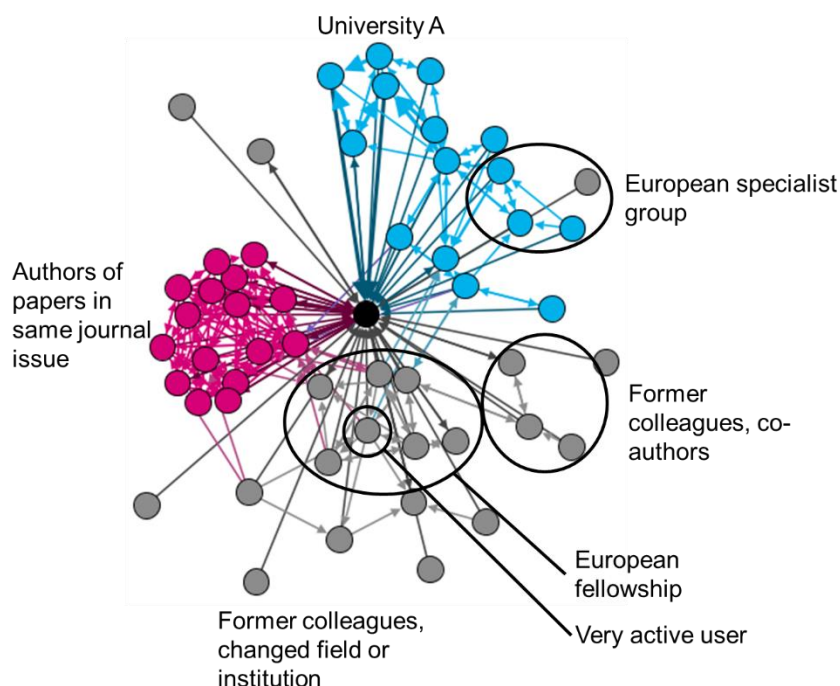 University A
European specialist
group
Authors of
papers in
same journal
issue
Former
colleagues, co-
authors
European
fellowship
Very active user
Former colleagues,
changed field or
institution